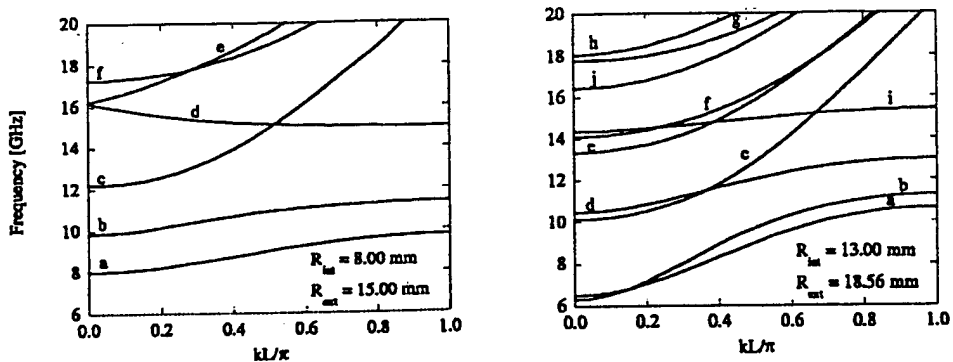 Frequency [GHz]
20
18
16
14
12
10
8
6
e
f
d
c
b
a
R_int = 8.00 mm
R_ext = 15.00 mm
0.0 0.2 0.4 0.6 0.8 1.0
kL/π
20
18
16
14
12
10
8
6
h
g
j
f
i
e
c
d
b
a
R_int = 13.00 mm
R_ext = 18.56 mm
0.0 0.2 0.4 0.6 0.8 1.0
kL/π